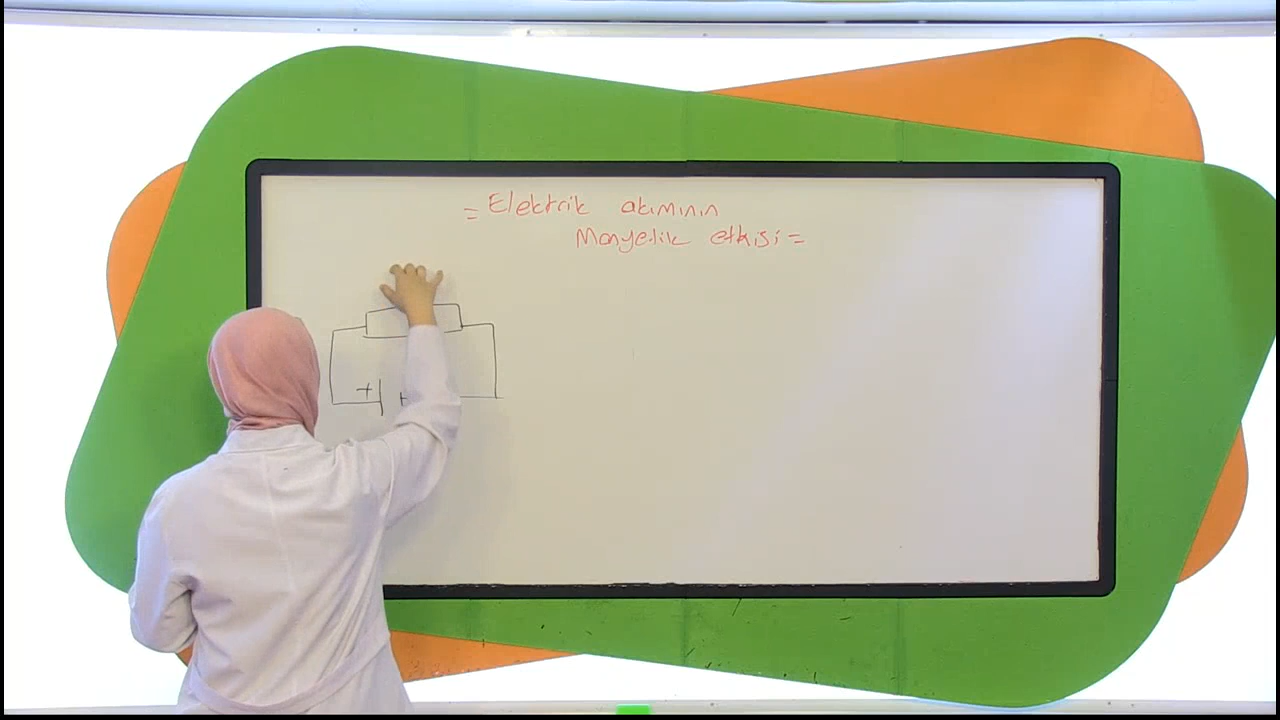 = Elektrik akımının
Manyetik etkisi =
+